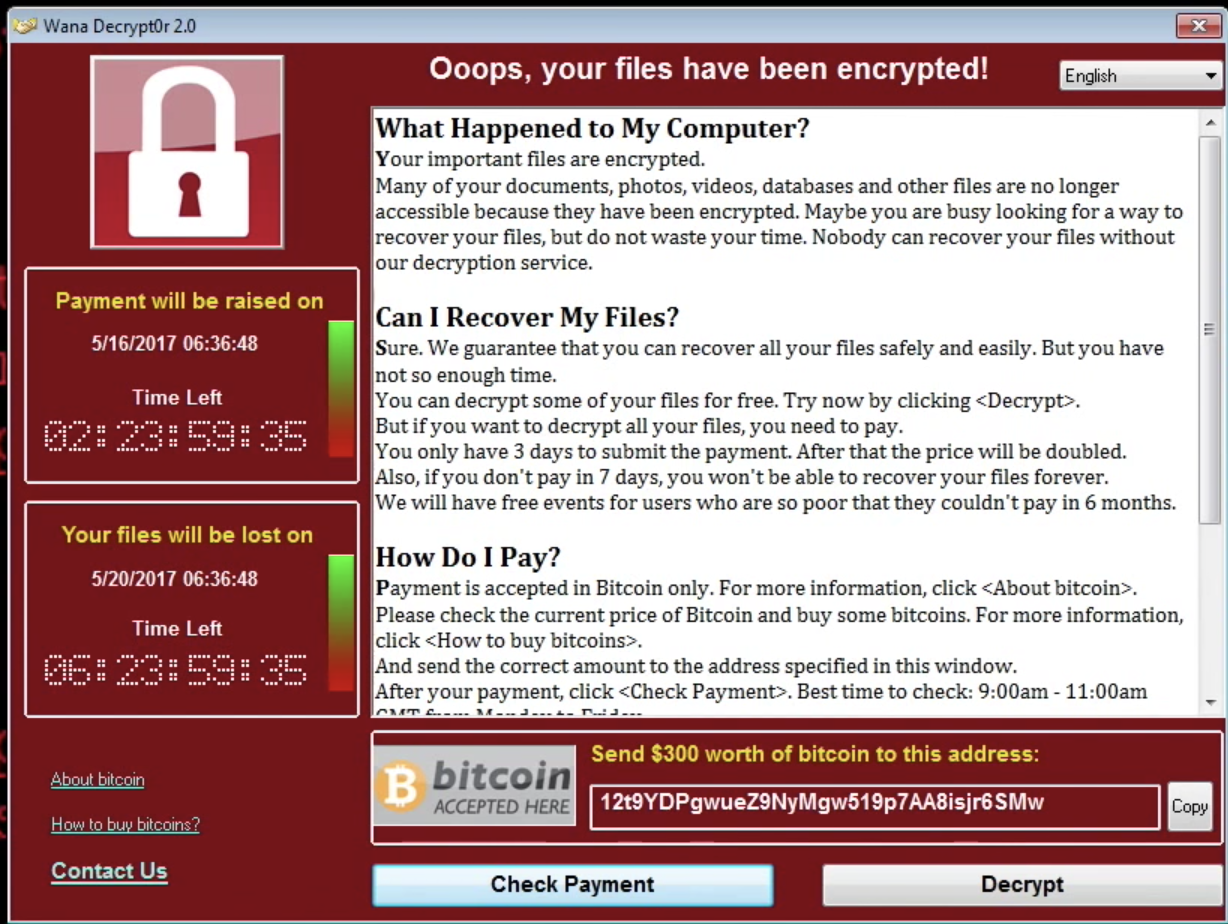 Wana Decrypt0r 2.0
Ooops, your files have been encrypted!
English
What Happened to My Computer?
Your important files are encrypted.
Many of your documents, photos, videos, databases and other files are no longer
accessible because they have been encrypted. Maybe you are busy looking for a way to
recover your files, but do not waste your time. Nobody can recover your files without
our decryption service.
Can I Recover My Files?
Sure. We guarantee that you can recover all your files safely and easily. But you have
not so enough time.
You can decrypt some of your files for free. Try now by clicking <Decrypt>.
But if you want to decrypt all your files, you need to pay.
You only have 3 days to submit the payment. After that the price will be doubled.
Also, if you don't pay in 7 days, you won't be able to recover your files forever.
We will have free events for users who are so poor that they couldn't pay in 6 months.
How Do I Pay?
Payment is accepted in Bitcoin only. For more information, click <About bitcoin>.
Please check the current price of Bitcoin and buy some bitcoins. For more information,
click <How to buy bitcoins>.
And send the correct amount to the address specified in this window.
After your payment, click <Check Payment>. Best time to check: 9:00am - 11:00am
GMT from Monday to Friday
Payment will be raised on
5/16/2017 06:36:48
Time Left
02:23:59:35
Your files will be lost on
5/20/2017 06:36:48
Time Left
06:23:59:35
About bitcoin
How to buy bitcoins?
Contact Us
bitcoin
ACCEPTED HERE
Send $300 worth of bitcoin to this address:
12t9YDPgwueZ9NyMgw519p7AA8isjr6SMw
Copy
Check Payment
Decrypt